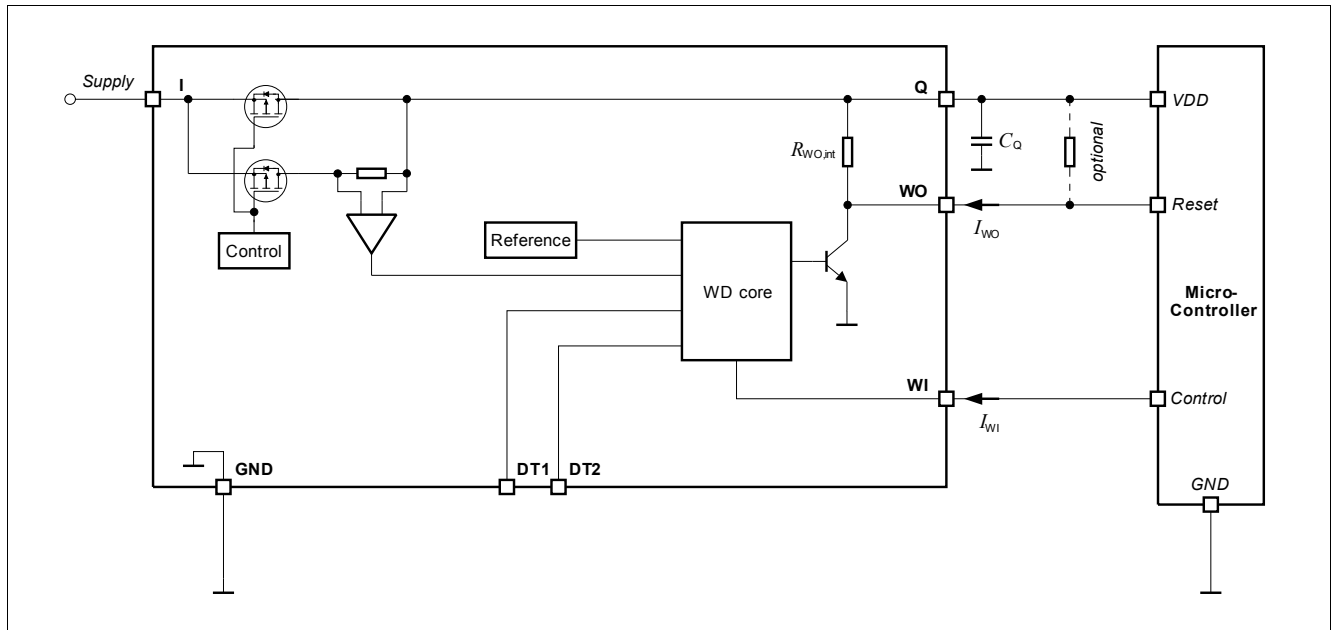 Supply
I
Q
VDD
R_WO,int
C_Q
optional
WO
Reset
I_WO
Control
Reference
WD core
Micro-
Controller
WI
Control
I_WI
GND
DT1
DT2
GND